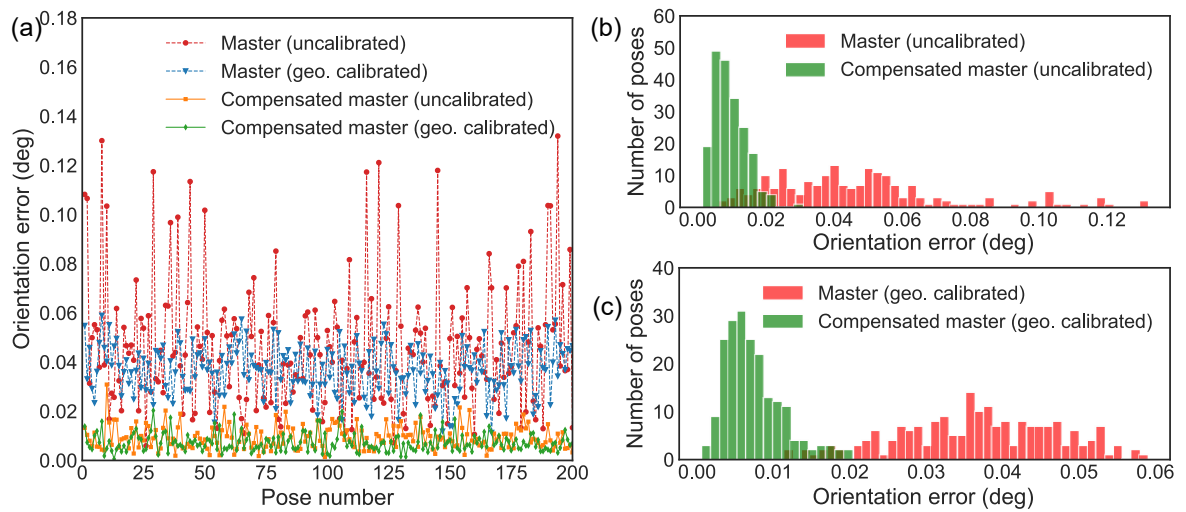 (a)
Orientation error (deg)
0.18
0.16
0.14
0.12
0.10
0.08
0.06
0.04
0.02
0.00
Master (uncalibrated)
Master (geo. calibrated)
Compensated master (uncalibrated)
Compensated master (geo. calibrated)
0 25 50 75 100 125 150 175 200
Pose number
(b)
Number of poses
60
50
40
30
20
10
0
Master (uncalibrated)
Compensated master (uncalibrated)
0.00 0.02 0.04 0.06 0.08 0.10 0.12
Orientation error (deg)
(c)
Number of poses
40
30
20
10
0
Master (geo. calibrated)
Compensated master (geo. calibrated)
0.00 0.01 0.02 0.03 0.04 0.05 0.06
Orientation error (deg)